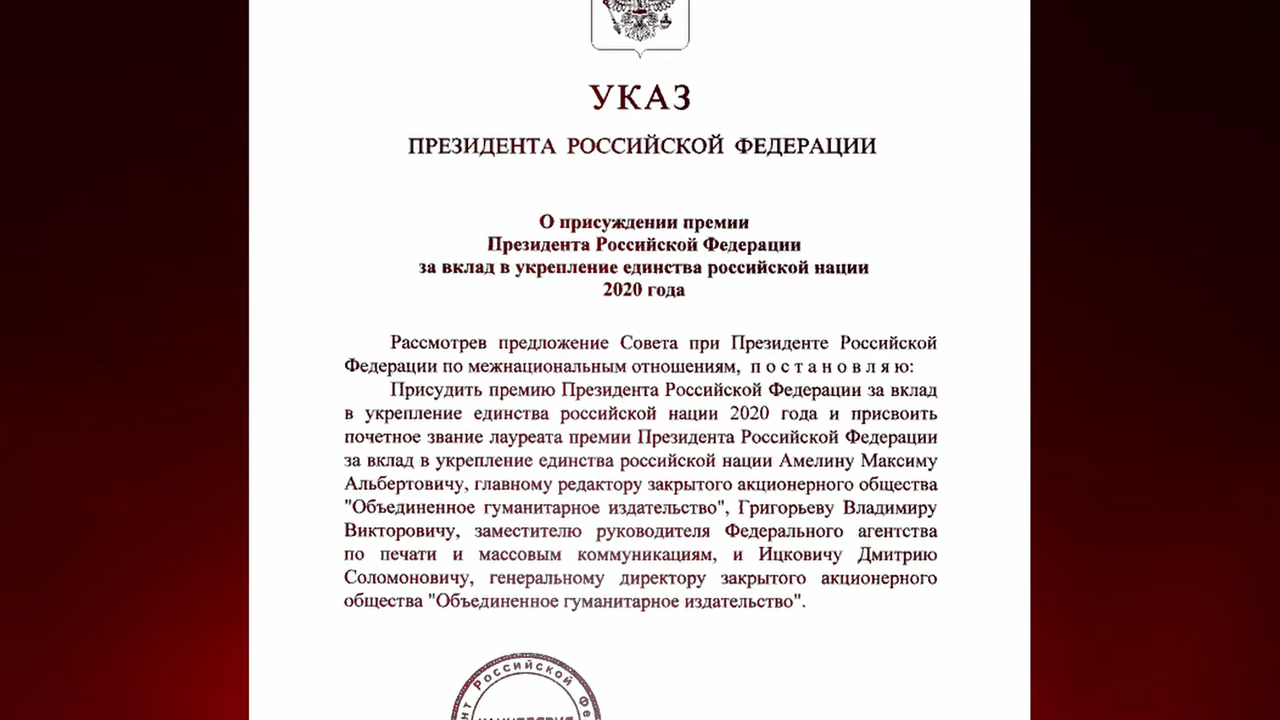 УКАЗ
ПРЕЗИДЕНТА РОССИЙСКОЙ ФЕДЕРАЦИИ
О присуждении премии
Президента Российской Федерации
за вклад в укрепление единства российской нации
2020 года
Рассмотрев предложение Совета при Президенте Российской
Федерации по межнациональным отношениям, п о с т а н о в л я ю:
Присудить премию Президента Российской Федерации за вклад
в укрепление единства российской нации 2020 года и присвоить
почетное звание лауреата премии Президента Российской Федерации
за вклад в укрепление единства российской нации Амелину Максиму
Альбертовичу, главному редактору закрытого акционерного общества
"Объединенное гуманитарное издательство", Григорьеву Владимиру
Викторовичу, заместителю руководителя Федерального агентства
по печати и массовым коммуникациям, и Ицковичу Дмитрию
Соломоновичу, генеральному директору закрытого акционерного
общества "Объединенное гуманитарное издательство".
Российской